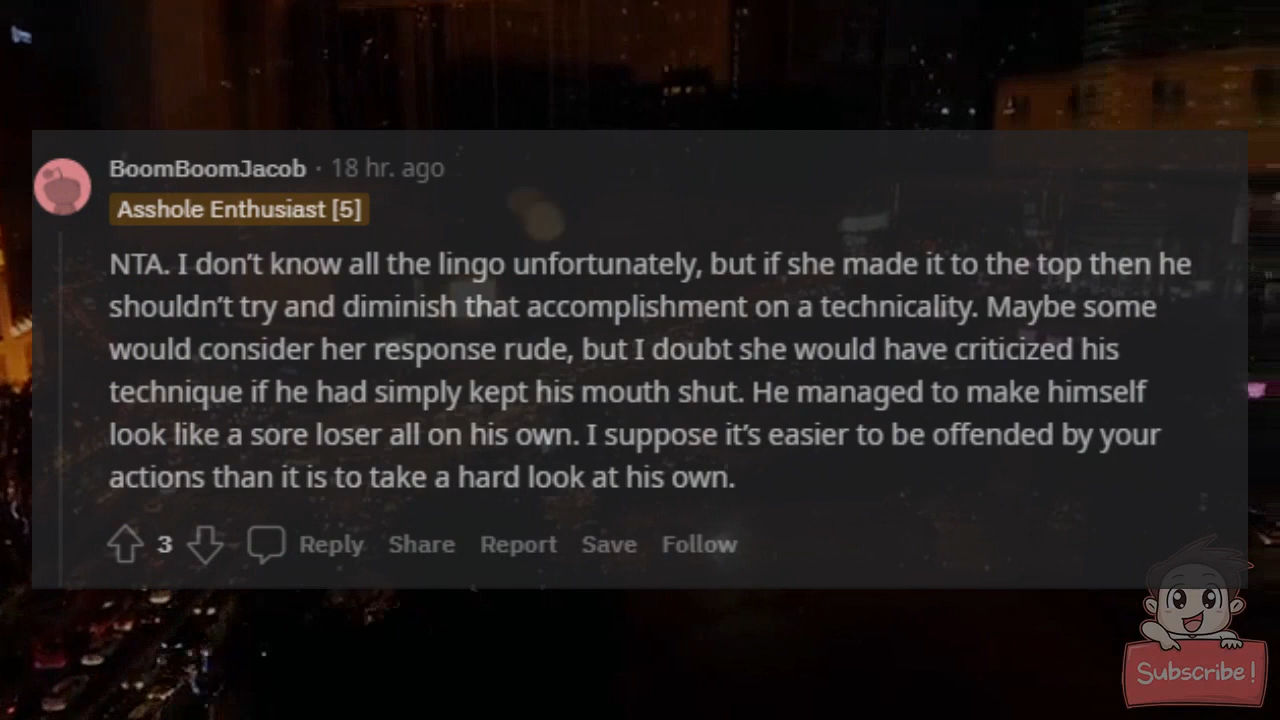 BoomBoomJacob · 18 hr. ago
Asshole Enthusiast [5]
NTA. I don't know all the lingo unfortunately, but if she made it to the top then he
shouldn't try and diminish that accomplishment on a technicality. Maybe some
would consider her response rude, but I doubt she would have criticized his
technique if he had simply kept his mouth shut. He managed to make himself
look like a sore loser all on his own. I suppose it's easier to be offended by your
actions than it is to take a hard look at his own.
3 Reply Share Report Save Follow
Subscribe!